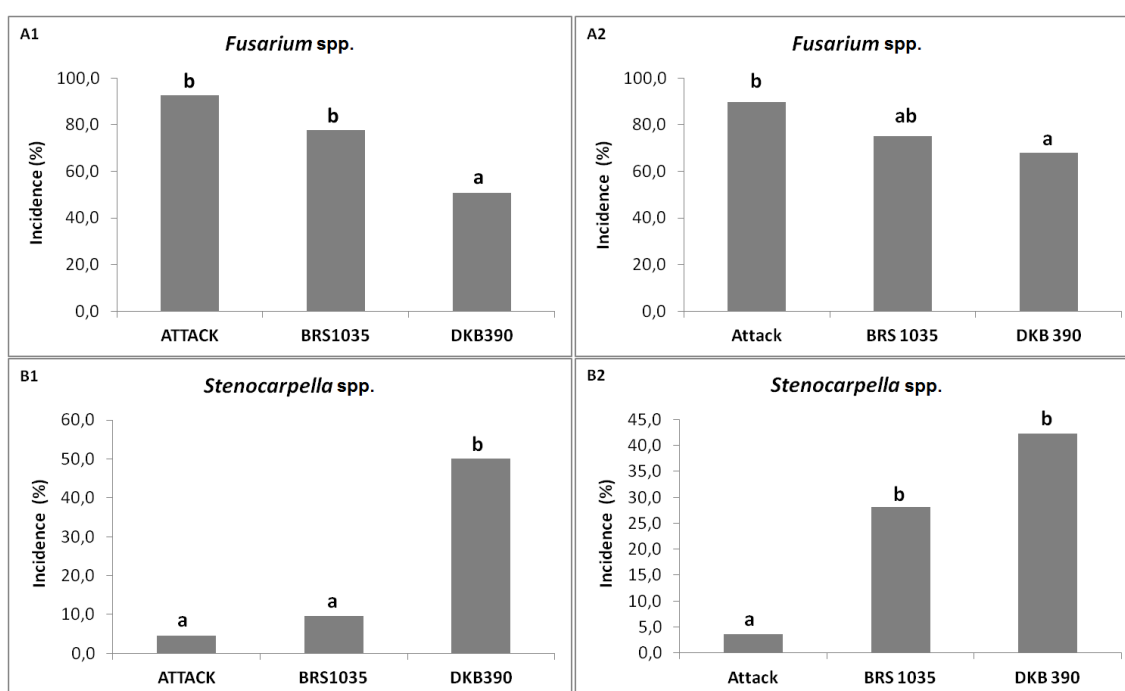 A1
Fusarium spp.
100,0
80,0
60,0
40,0
20,0
0,0
Incidence (%)
b
b
a
ATTACK BRS1035 DKB390
A2
Fusarium spp.
100,0
80,0
60,0
40,0
20,0
0,0
Incidence (%)
b
ab
a
Attack BRS 1035 DKB 390
B1
Stenocarpella spp.
60,0
50,0
40,0
30,0
20,0
10,0
0,0
Incidence (%)
a
a
b
ATTACK BRS1035 DKB390
B2
Stenocarpella spp.
45,0
40,0
35,0
30,0
25,0
20,0
15,0
10,0
5,0
0,0
Incidence (%)
a
b
b
Attack BRS 1035 DKB 390